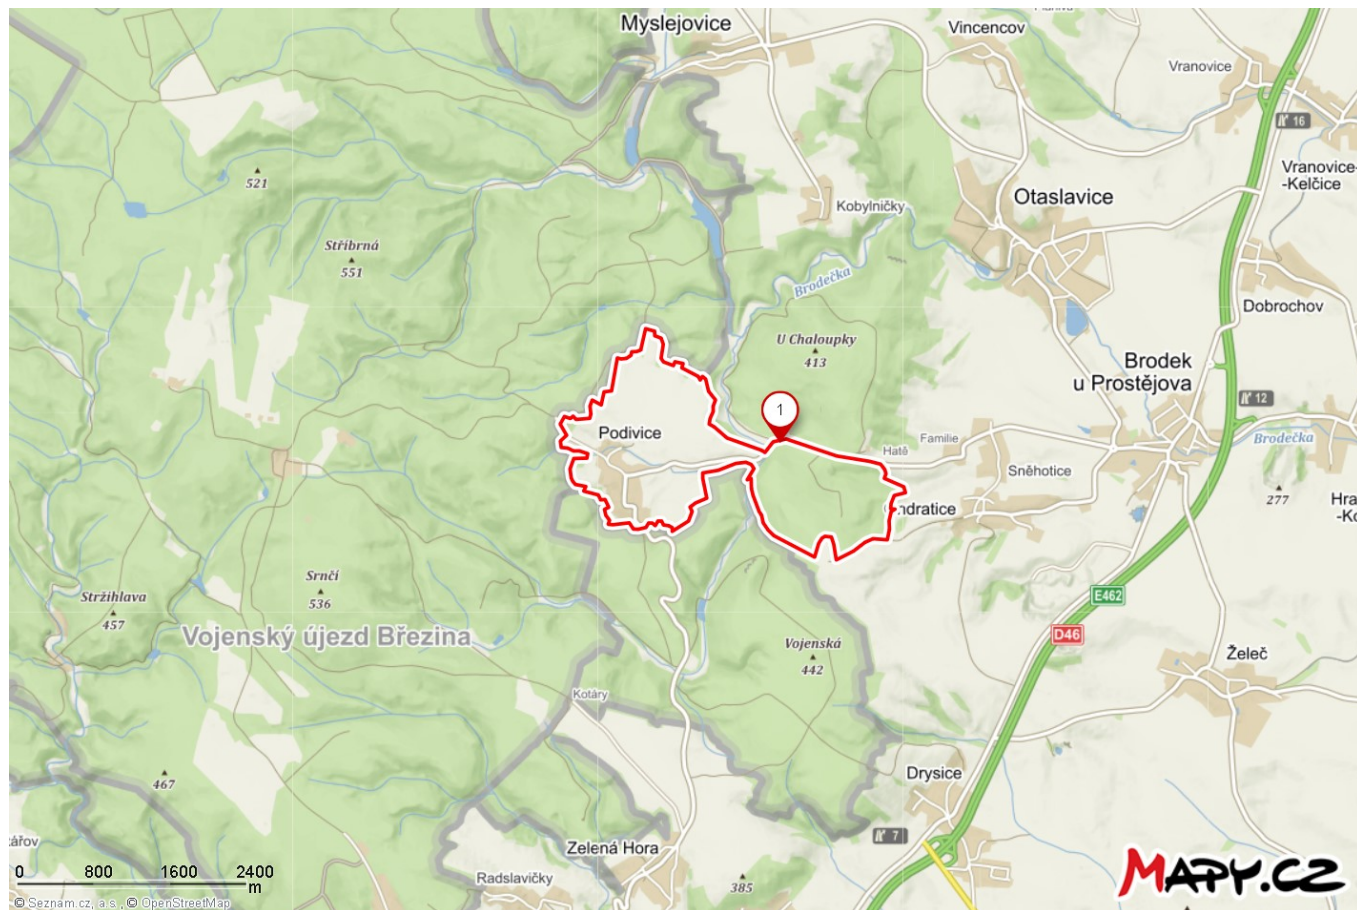 Myslejovice
Vincencov
Vranovice
16
Vranovice-
-Kelčice
521
Otaslavice
Kobylničky
Stříbrná
551
Brodečka
Dobrochov
U Chaloupky
413
Brodek
u Prostějova
12
1
Podivice
Familie
Hatě
Brodečka
Sněhotice
277
Hra
-Ko
ndratice
Srnčí
536
Stržihlava
457
E462
D46
Vojenský újezd Březina
Vojenská
442
Želeč
Kotáry
467
Drysice
7
ářov
Zelená Hora
Radslavičky
385
0 800 1600 2400
m
© Seznam.cz, a.s., © OpenStreetMap
MAPY.CZ